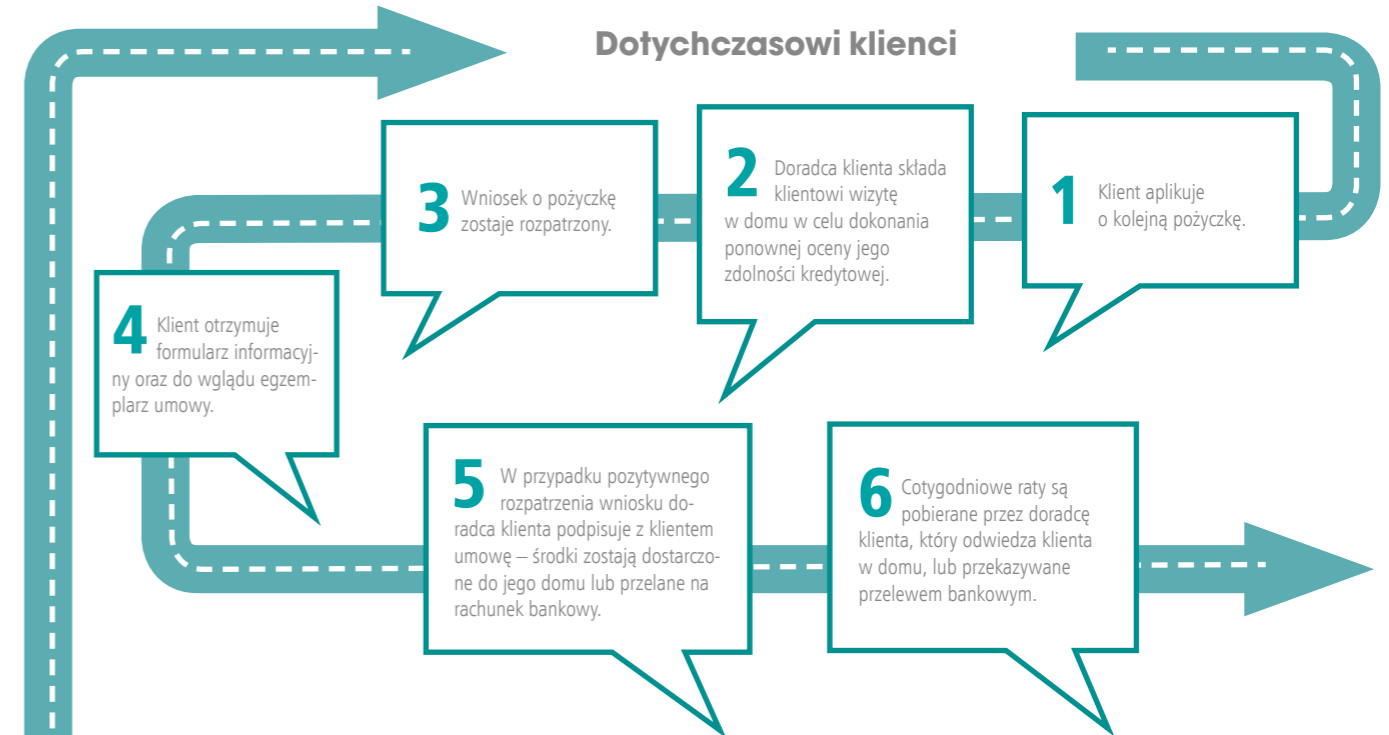 Dotychczasowi klienci
1 Klient aplikuje
o kolejną pożyczkę.
2 Doradca klienta składa
klientowi wizytę
w domu w celu dokonania
ponownej oceny jego
zdolności kredytowej.
3 Wniosek o pożyczkę
zostaje rozpatrzony.
4 Klient otrzymuje
formularz informacyj-
ny oraz do wglądu egzem-
plarz umowy.
5 W przypadku pozytywnego
rozpatrzenia wniosku do-
radca klienta podpisuje z klientem
umowę – środki zostają dostarczo-
ne do jego domu lub przelane na
rachunek bankowy.
6 Cotygodniowe raty są
pobierane przez doradcę
klienta, który odwiedza klienta
w domu, lub przekazywane
przelewem bankowym.